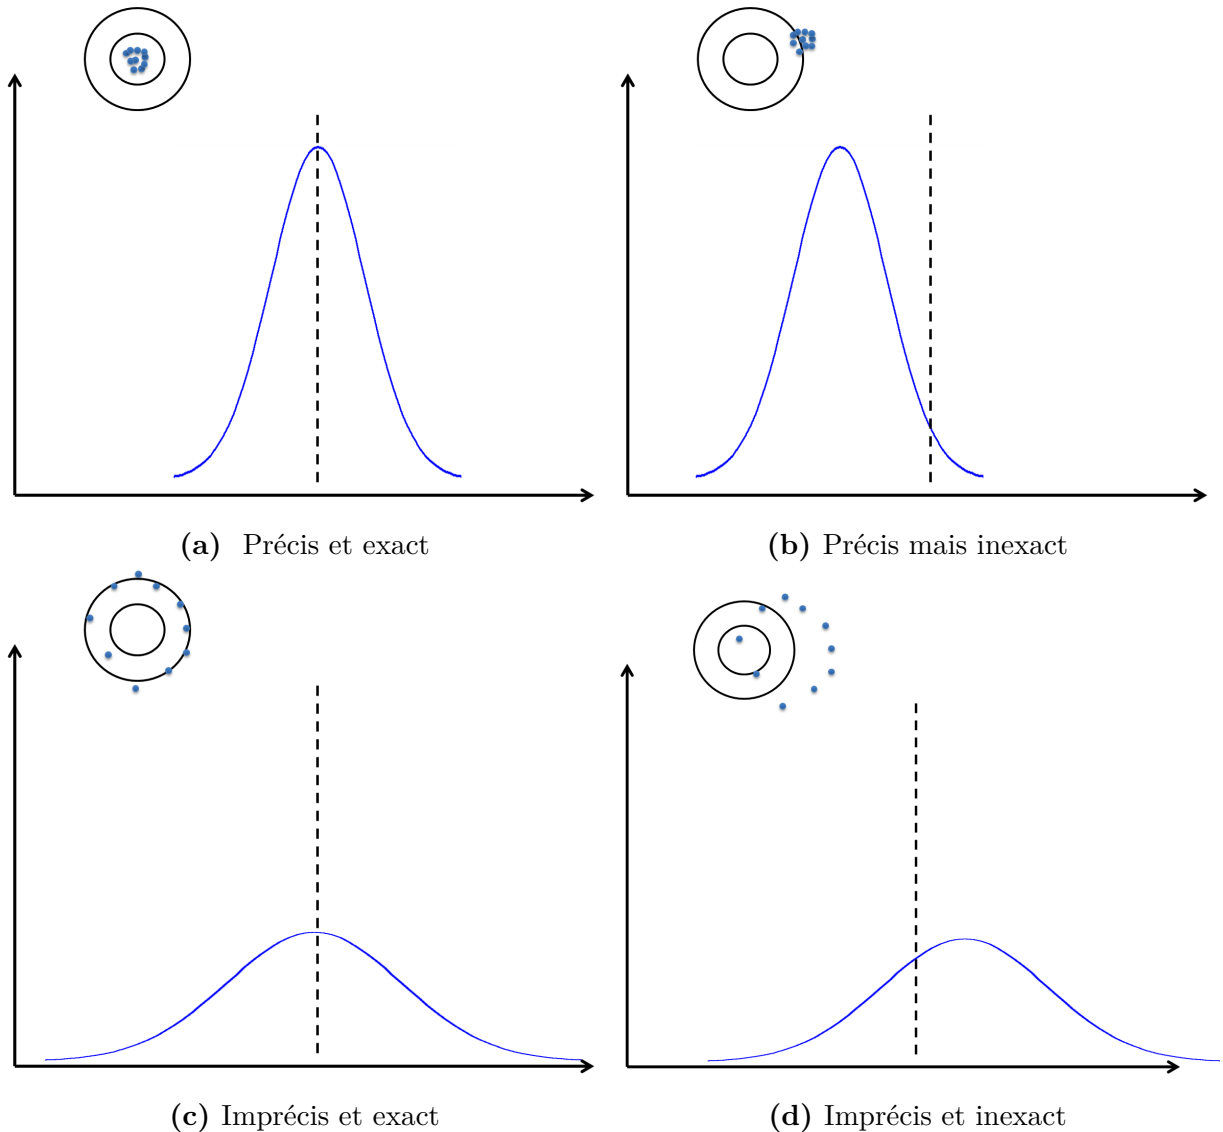 (a) Précis et exact
(b) Précis mais inexact
(c) Imprécis et exact
(d) Imprécis et inexact